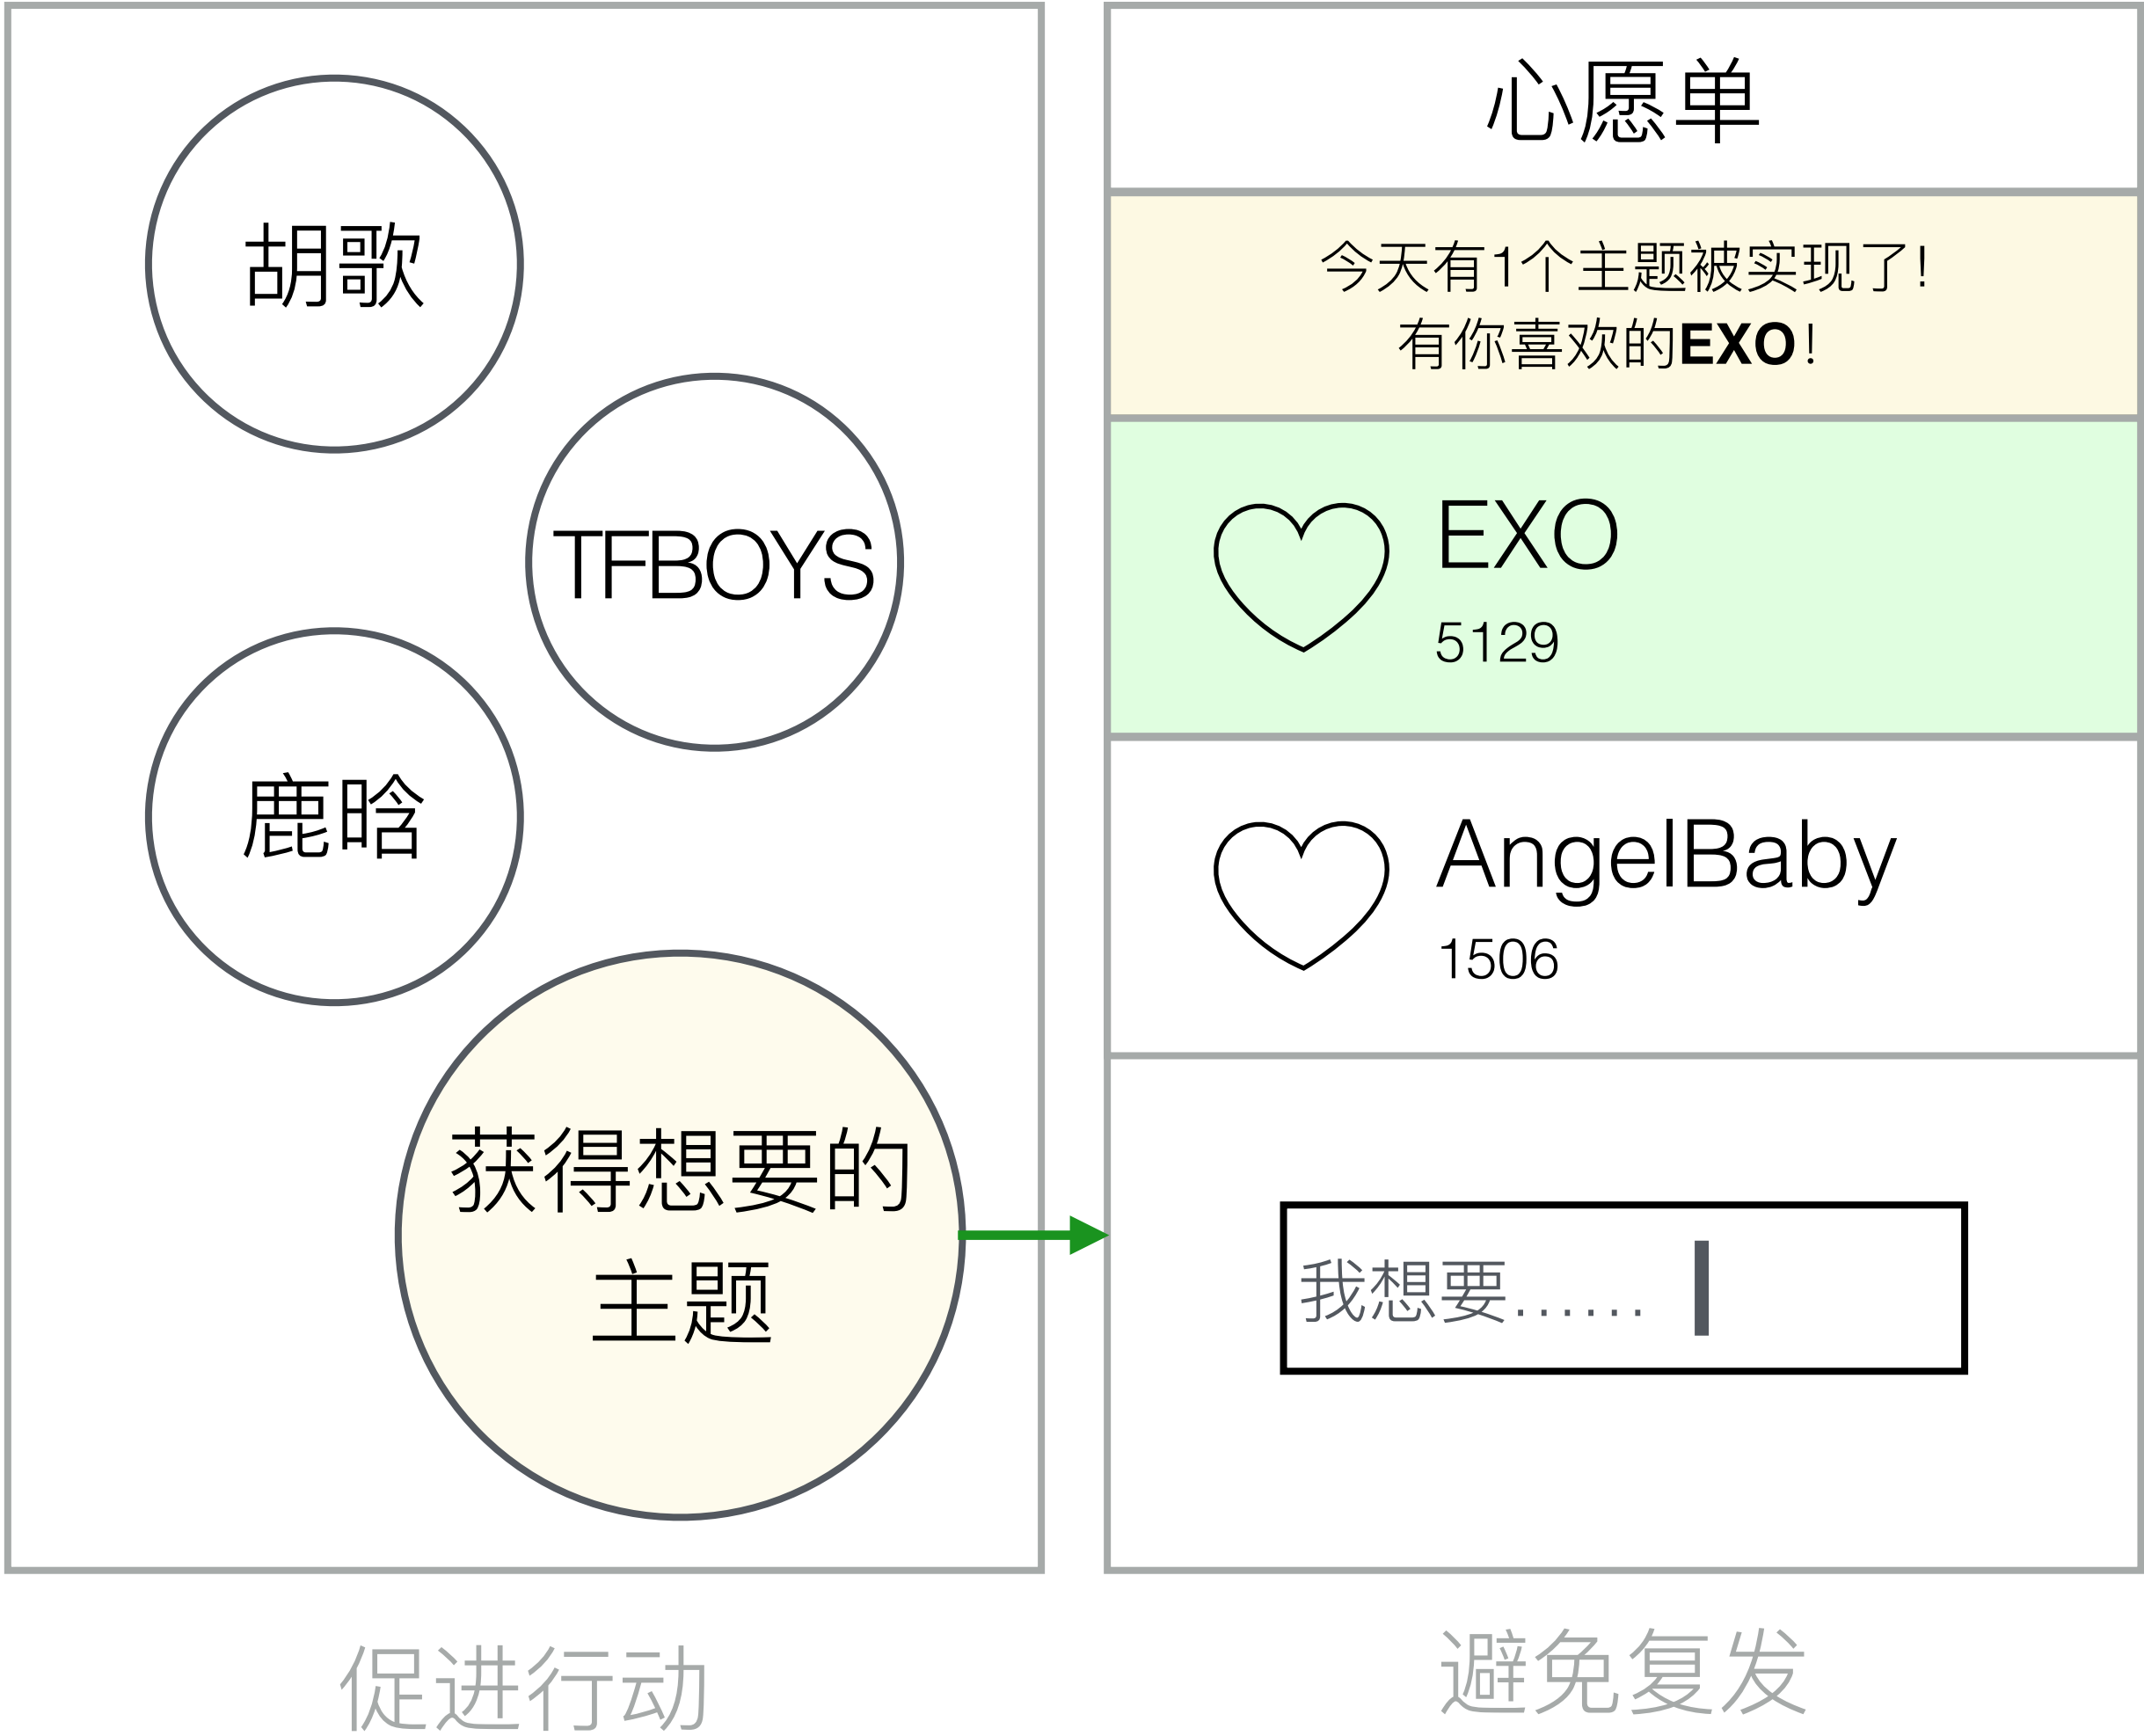 胡歌
TFBOYS
鹿晗
获得想要的
主题
促进行动
心愿单
今天有1个主题被实现了！
有你喜欢的EXO！
EXO
5129
AngelBaby
15006
我想要......
避免复发